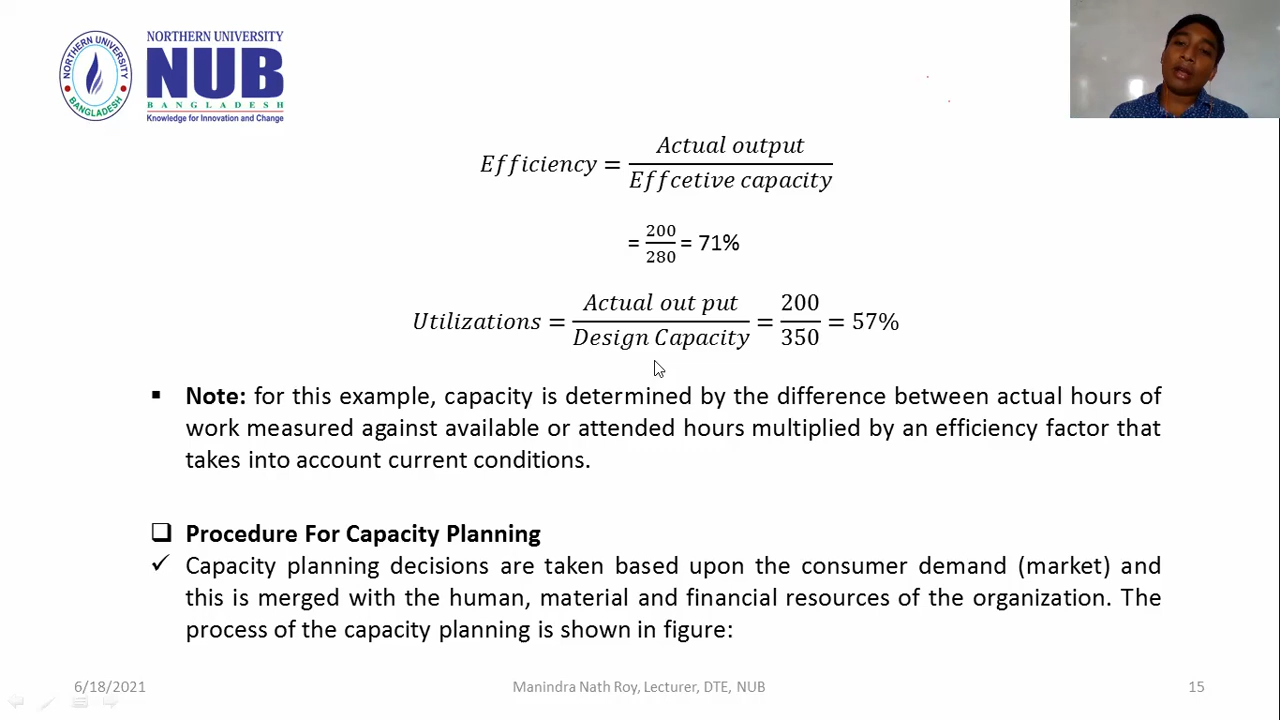 NORTHERN UNIVERSITY
BANGLADESH
NORTHERN UNIVERSITY
NUB
BANGLADESH
Knowledge for Innovation and Change
Efficiency = Actual output / Effcetive capacity
= 200/280 = 71%
Utilizations = Actual out put / Design Capacity = 200/350 = 57%
▪ Note: for this example, capacity is determined by the difference between actual hours of
work measured against available or attended hours multiplied by an efficiency factor that
takes into account current conditions.
❑ Procedure For Capacity Planning
✓ Capacity planning decisions are taken based upon the consumer demand (market) and
this is merged with the human, material and financial resources of the organization. The
process of the capacity planning is shown in figure:
6/18/2021
Manindra Nath Roy, Lecturer, DTE, NUB
15